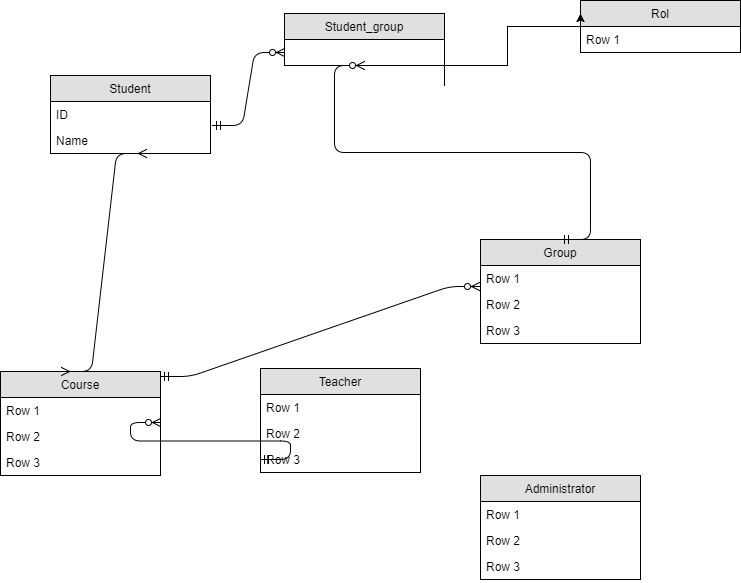 Student_group
Rol
Row 1
Student
ID
Name
Group
Row 1
Row 2
Row 3
Course
Row 1
Row 2
Row 3
Teacher
Row 1
Row 2
Row 3
Administrator
Row 1
Row 2
Row 3